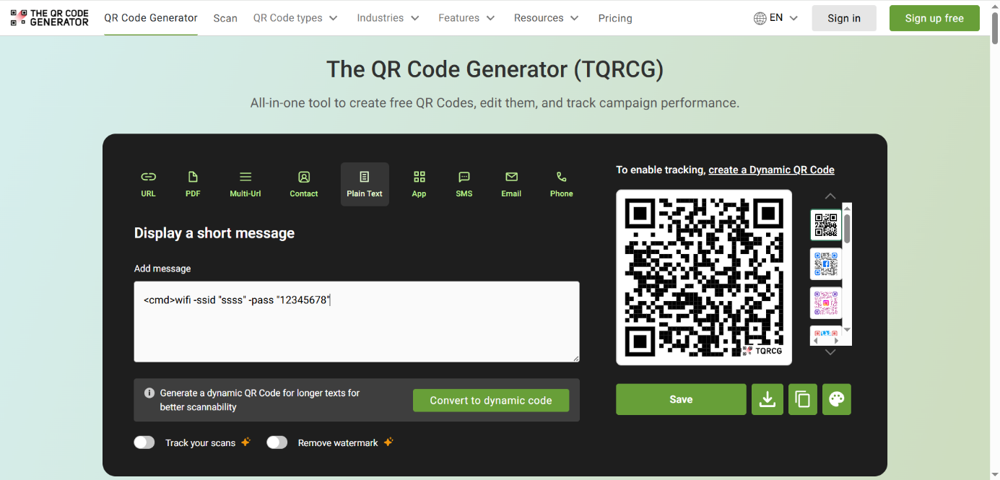 THE QR CODE
GENERATOR
QR Code Generator
Scan
QR Code types
Industries
Features
Resources
Pricing
EN
Sign in
Sign up free
The QR Code Generator (TQRCG)
All-in-one tool to create free QR Codes, edit them, and track campaign performance.
URL
PDF
Multi-Url
Contact
Plain Text
App
SMS
Email
Phone
Display a short message
Add message
<cmd>wifi -ssid "ssss" -pass "12345678"
Generate a dynamic QR Code for longer texts for
better scannability
Convert to dynamic code
Track your scans
Remove watermark
To enable tracking, create a Dynamic QR Code
TQRCG
Save